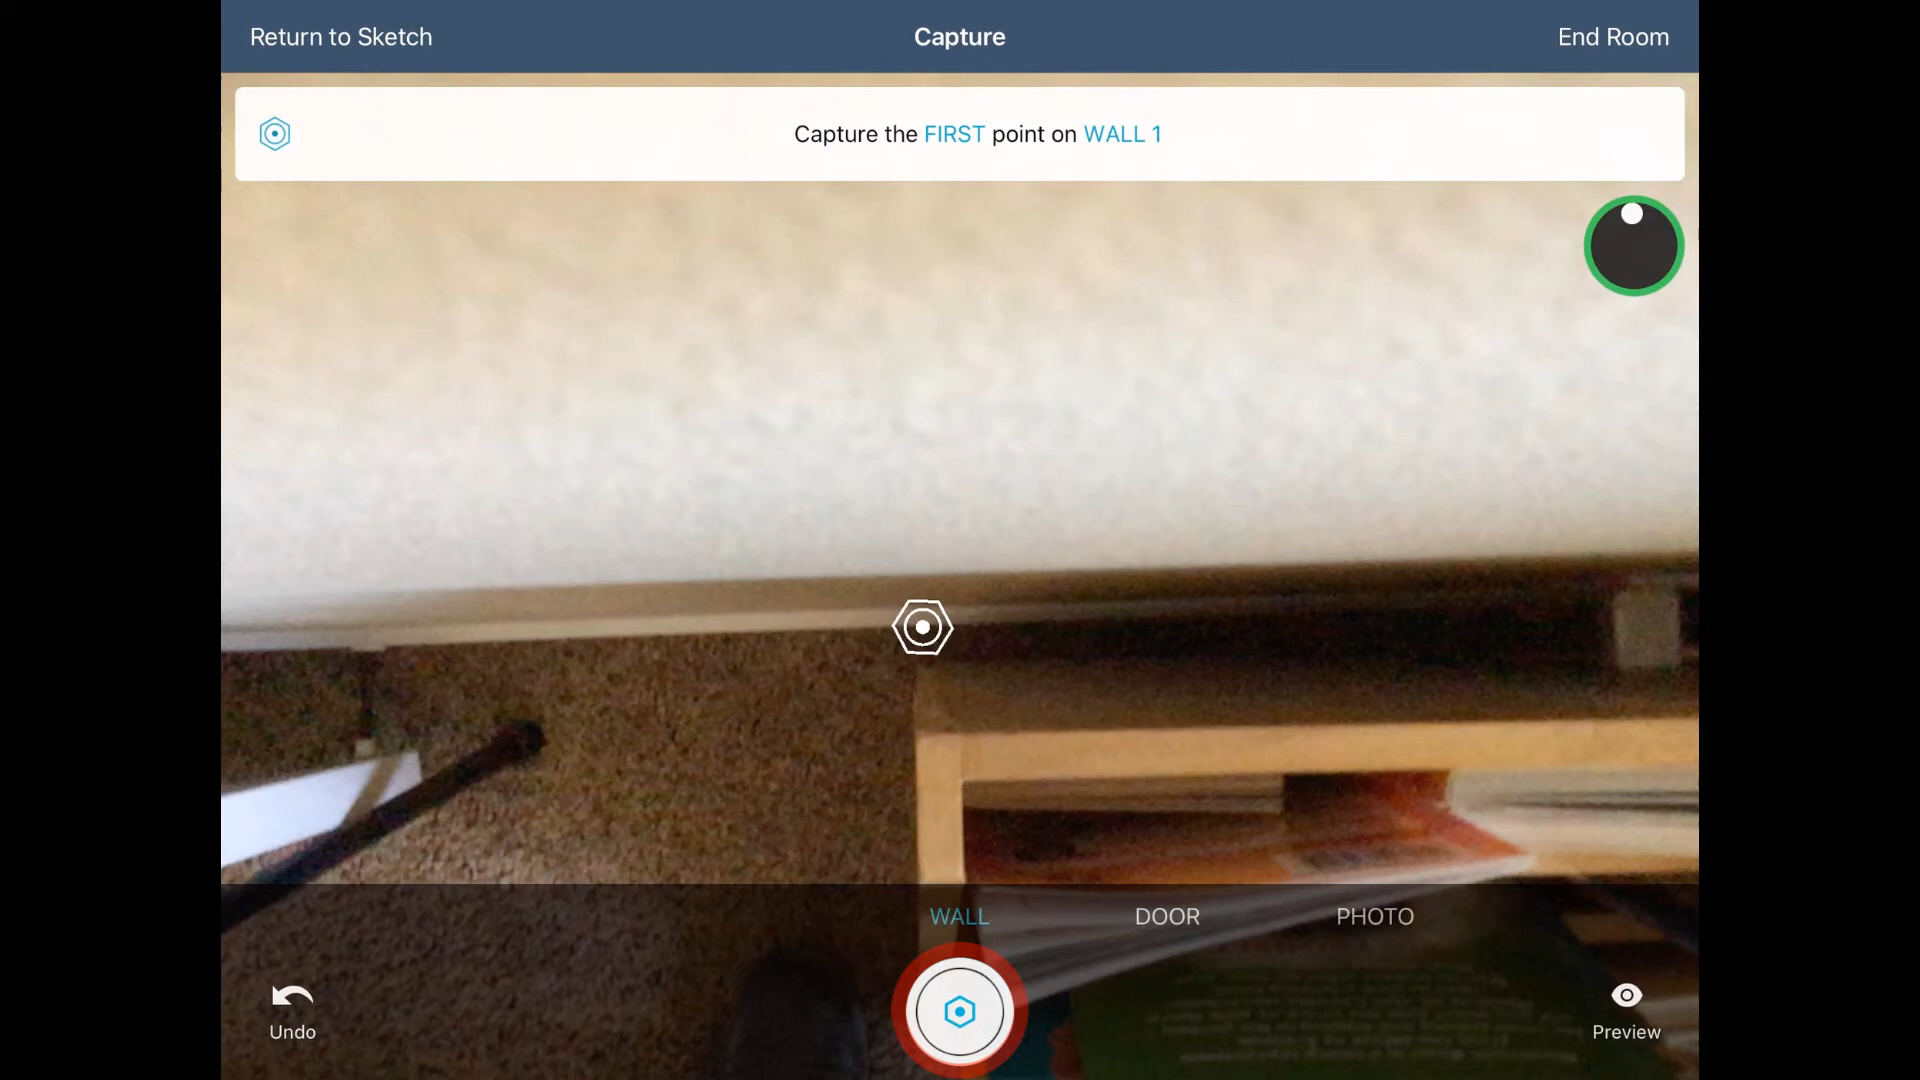 Return to Sketch
Capture
End Room
Capture the FIRST point on WALL 1
WALL
DOOR
PHOTO
Undo
Preview